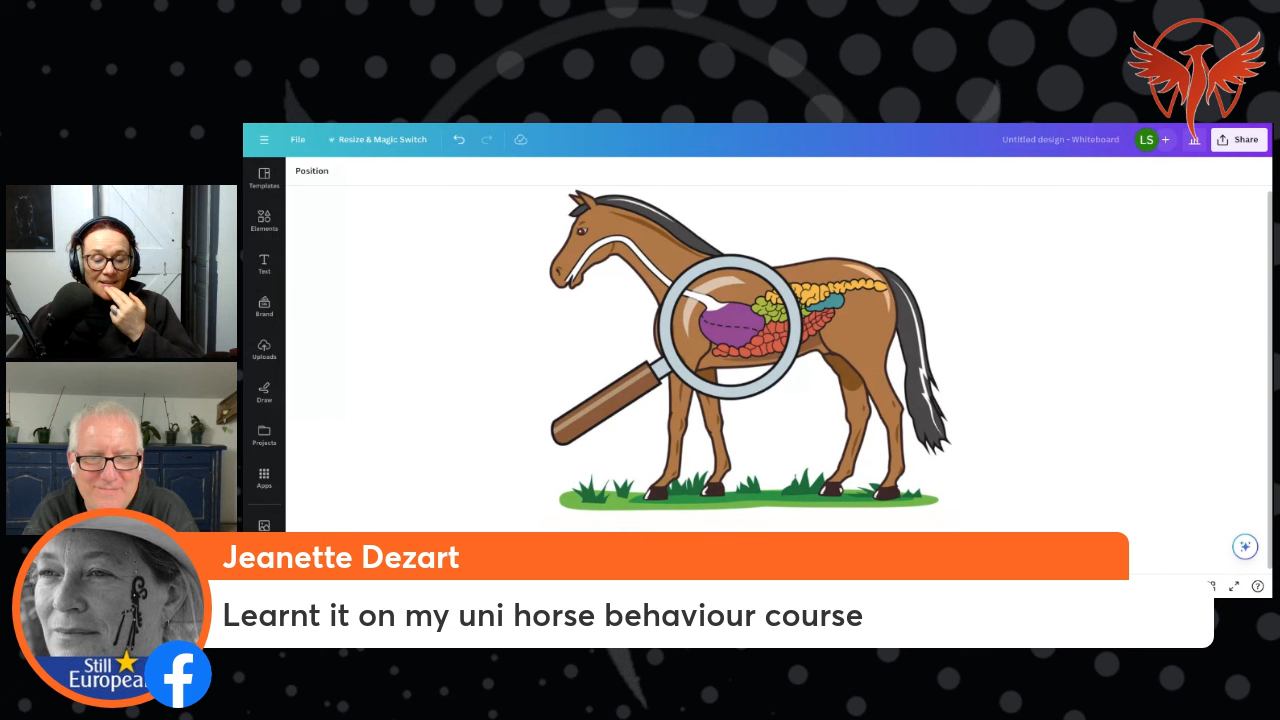 File
Resize & Magic Switch
Untitled design - Whiteboard
LS
+
Share
Position
Templates
Elements
Text
Brand
Uploads
Draw
Projects
Apps
Jeanette Dezart
Learnt it on my uni horse behaviour course
Still
European